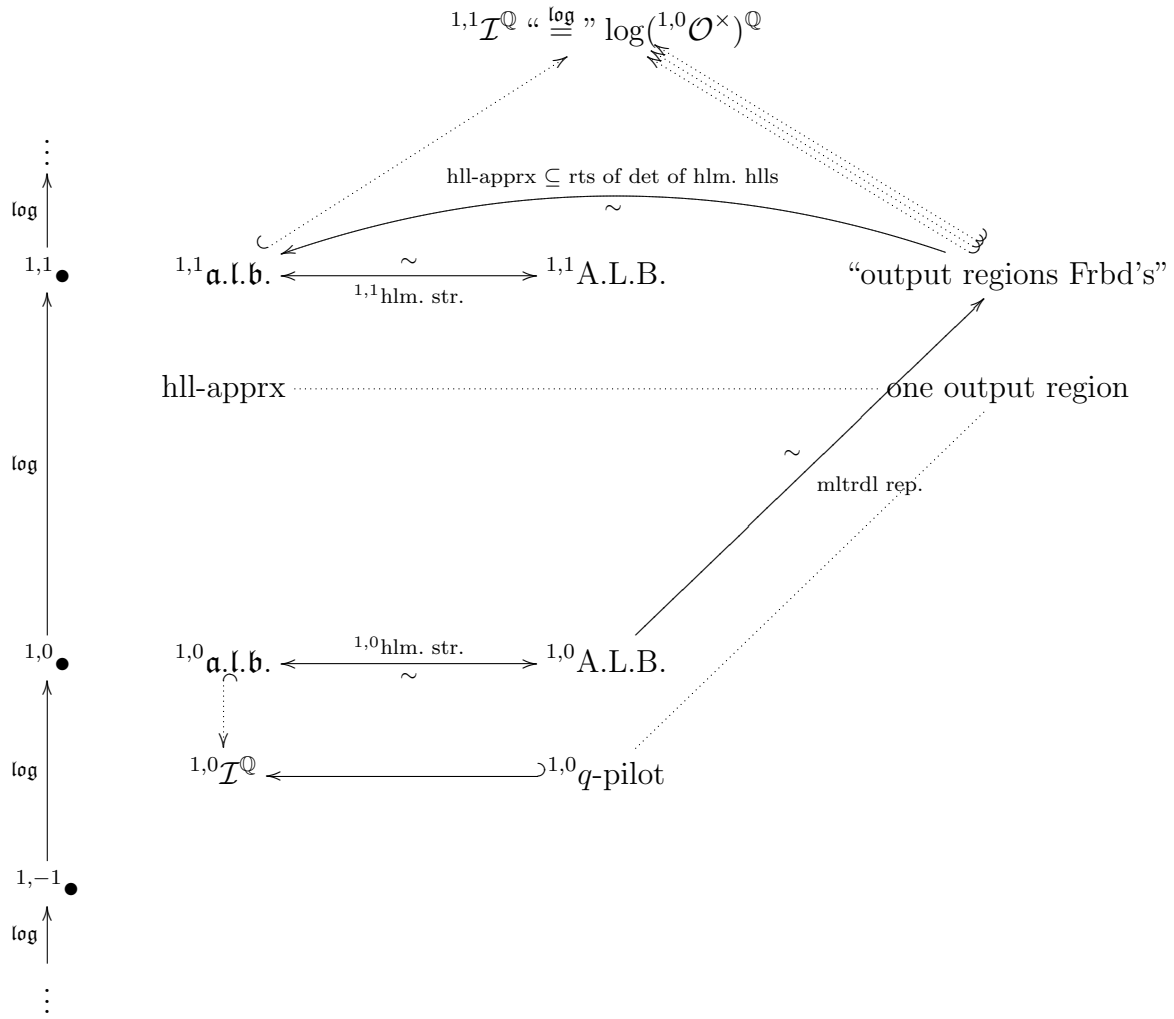 ¹,¹𝓘^ℚ “ ≝^𝔩𝔬𝔤 ” log(¹,⁰𝒪^×)^ℚ
⋮
hll-apprx ⊆ rts of det of hlm. hlls
∼
𝔩𝔬𝔤
¹,¹● ¹,¹𝔞.𝔩.𝔟. ∼ ¹,¹A.L.B. “output regions Frbd's”
¹,¹hlm. str.
hll-apprx one output region
𝔩𝔬𝔤 ∼
mltrdl rep.
¹,⁰hlm. str.
¹,⁰● ¹,⁰𝔞.𝔩.𝔟. ∼ ¹,⁰A.L.B.
𝔩𝔬𝔤 ¹,⁰𝓘^ℚ ¹,⁰q-pilot
¹,⁻¹●
𝔩𝔬𝔤
⋮